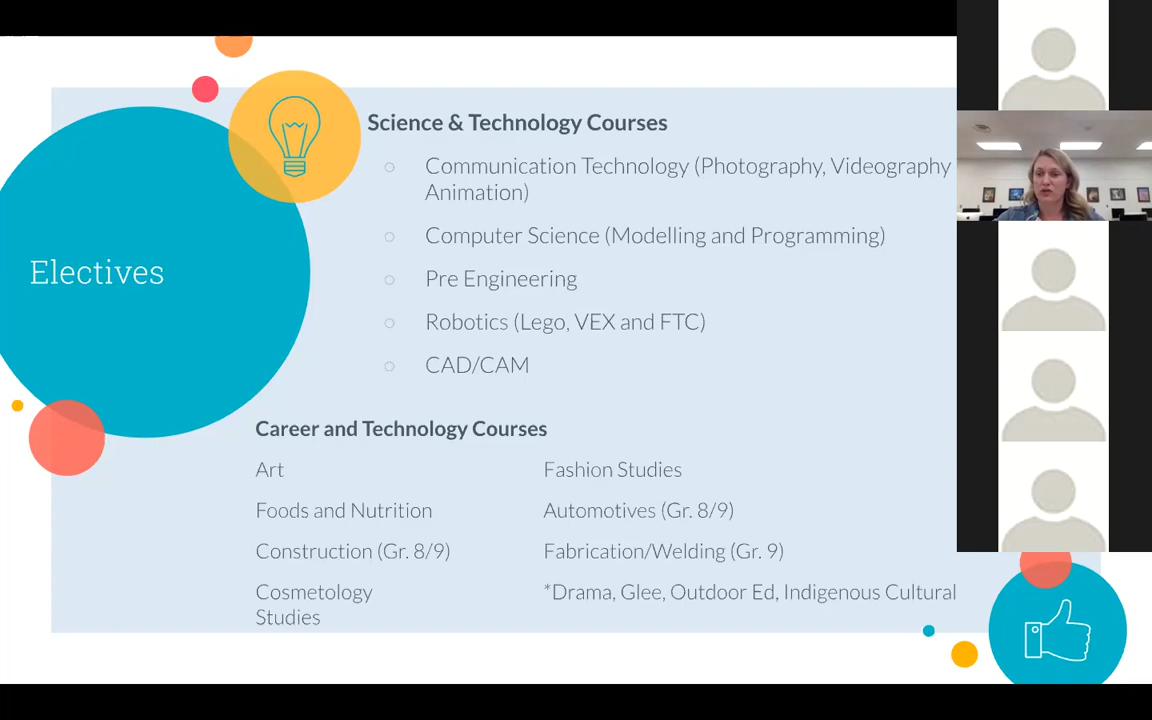 Electives
Science & Technology Courses
Communication Technology (Photography, Videography
Animation)
Computer Science (Modelling and Programming)
Pre Engineering
Robotics (Lego, VEX and FTC)
CAD/CAM
Career and Technology Courses
Art
Fashion Studies
Foods and Nutrition
Automotives (Gr. 8/9)
Construction (Gr. 8/9)
Fabrication/Welding (Gr. 9)
Cosmetology
*Drama, Glee, Outdoor Ed, Indigenous Cultural
Studies